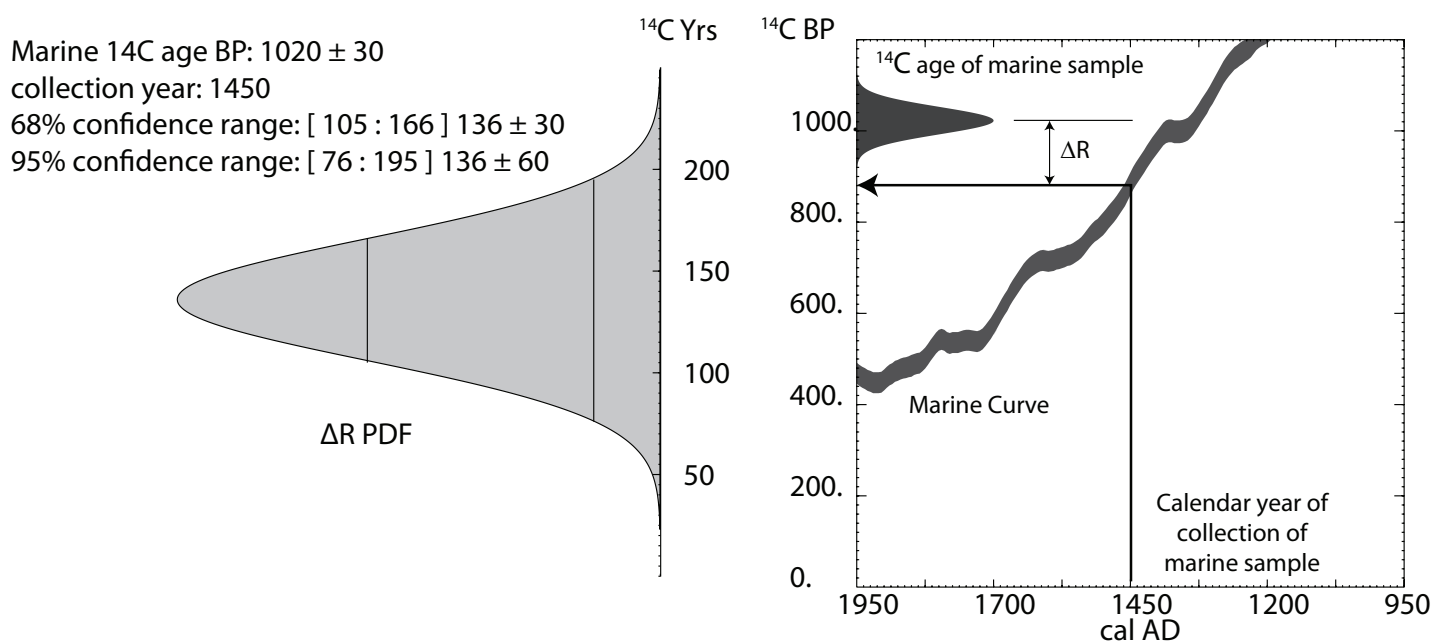 Marine 14C age BP: 1020 ± 30
collection year: 1450
68% confidence range: [ 105 : 166 ] 136 ± 30
95% confidence range: [ 76 : 195 ] 136 ± 60
¹⁴C Yrs
200
150
100
50
ΔR PDF
¹⁴C BP
1000.
800.
600.
400.
200.
0.
¹⁴C age of marine sample
ΔR
Marine Curve
Calendar year of
collection of
marine sample
1950
1700
1450
1200
950
cal AD